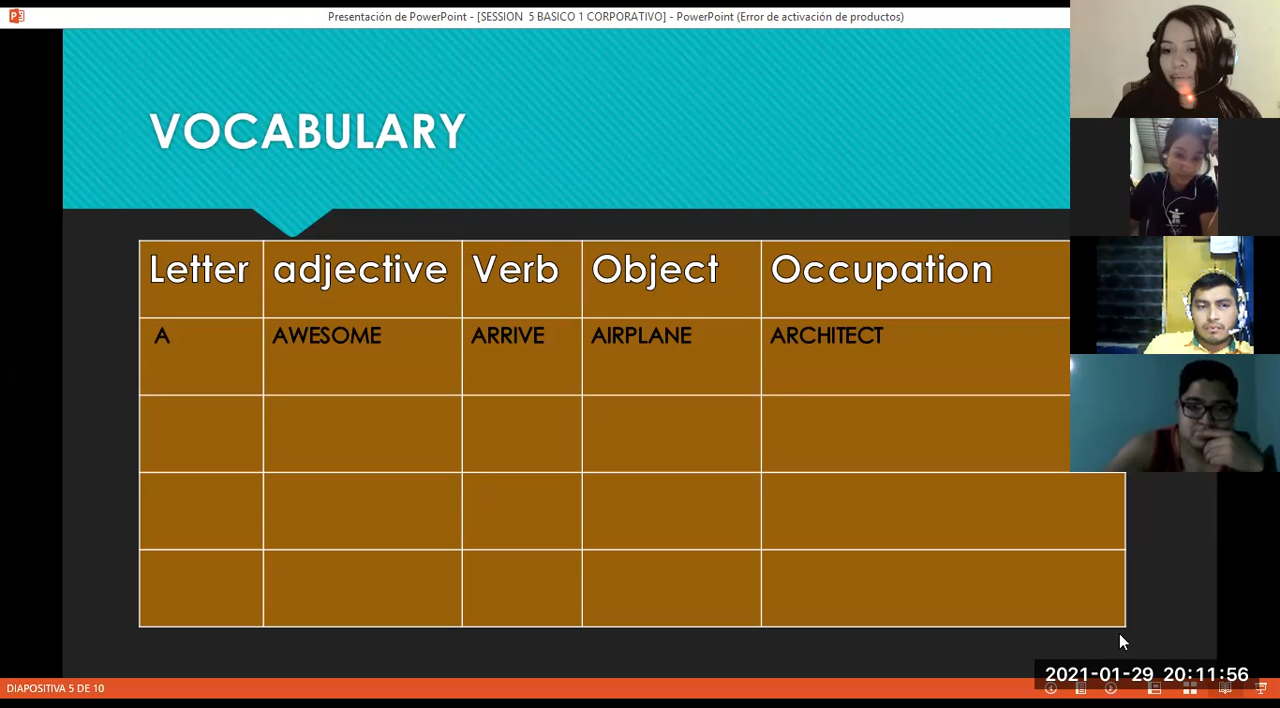 Presentación de PowerPoint - [SESSION 5 BASICO 1 CORPORATIVO] - PowerPoint (Error de activación de productos)
VOCABULARY
Letter adjective Verb Object Occupation
A AWESOME ARRIVE AIRPLANE ARCHITECT
2021-01-29 20:11:56
DIAPOSITIVA 5 DE 10